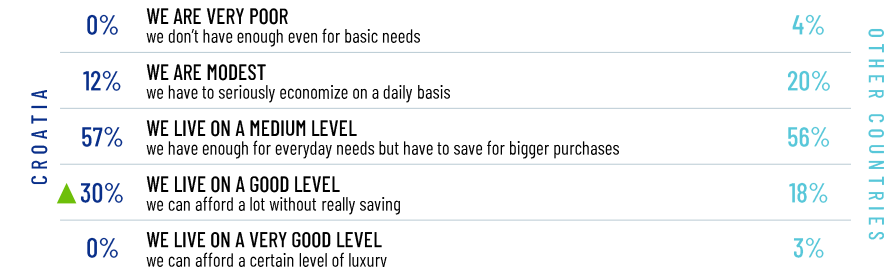 0%
WE ARE VERY POOR
we don't have enough even for basic needs
4%
12%
WE ARE MODEST
we have to seriously economize on a daily basis
20%
57%
WE LIVE ON A MEDIUM LEVEL
we have enough for everyday needs but have to save for bigger purchases
56%
30%
WE LIVE ON A GOOD LEVEL
we can afford a lot without really saving
18%
0%
WE LIVE ON A VERY GOOD LEVEL
we can afford a certain level of luxury
3%
CROATIA
OTHER COUNTRIES